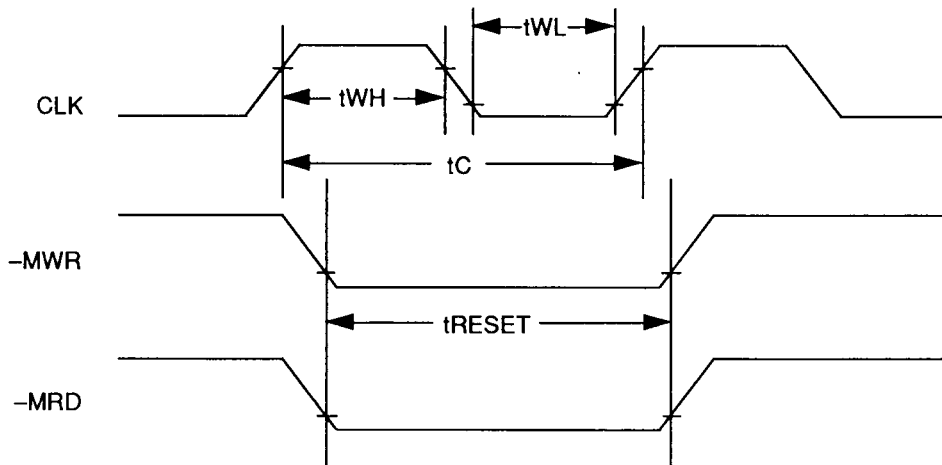 tWL
CLK
tWH
tC
–MWR
tRESET
–MRD